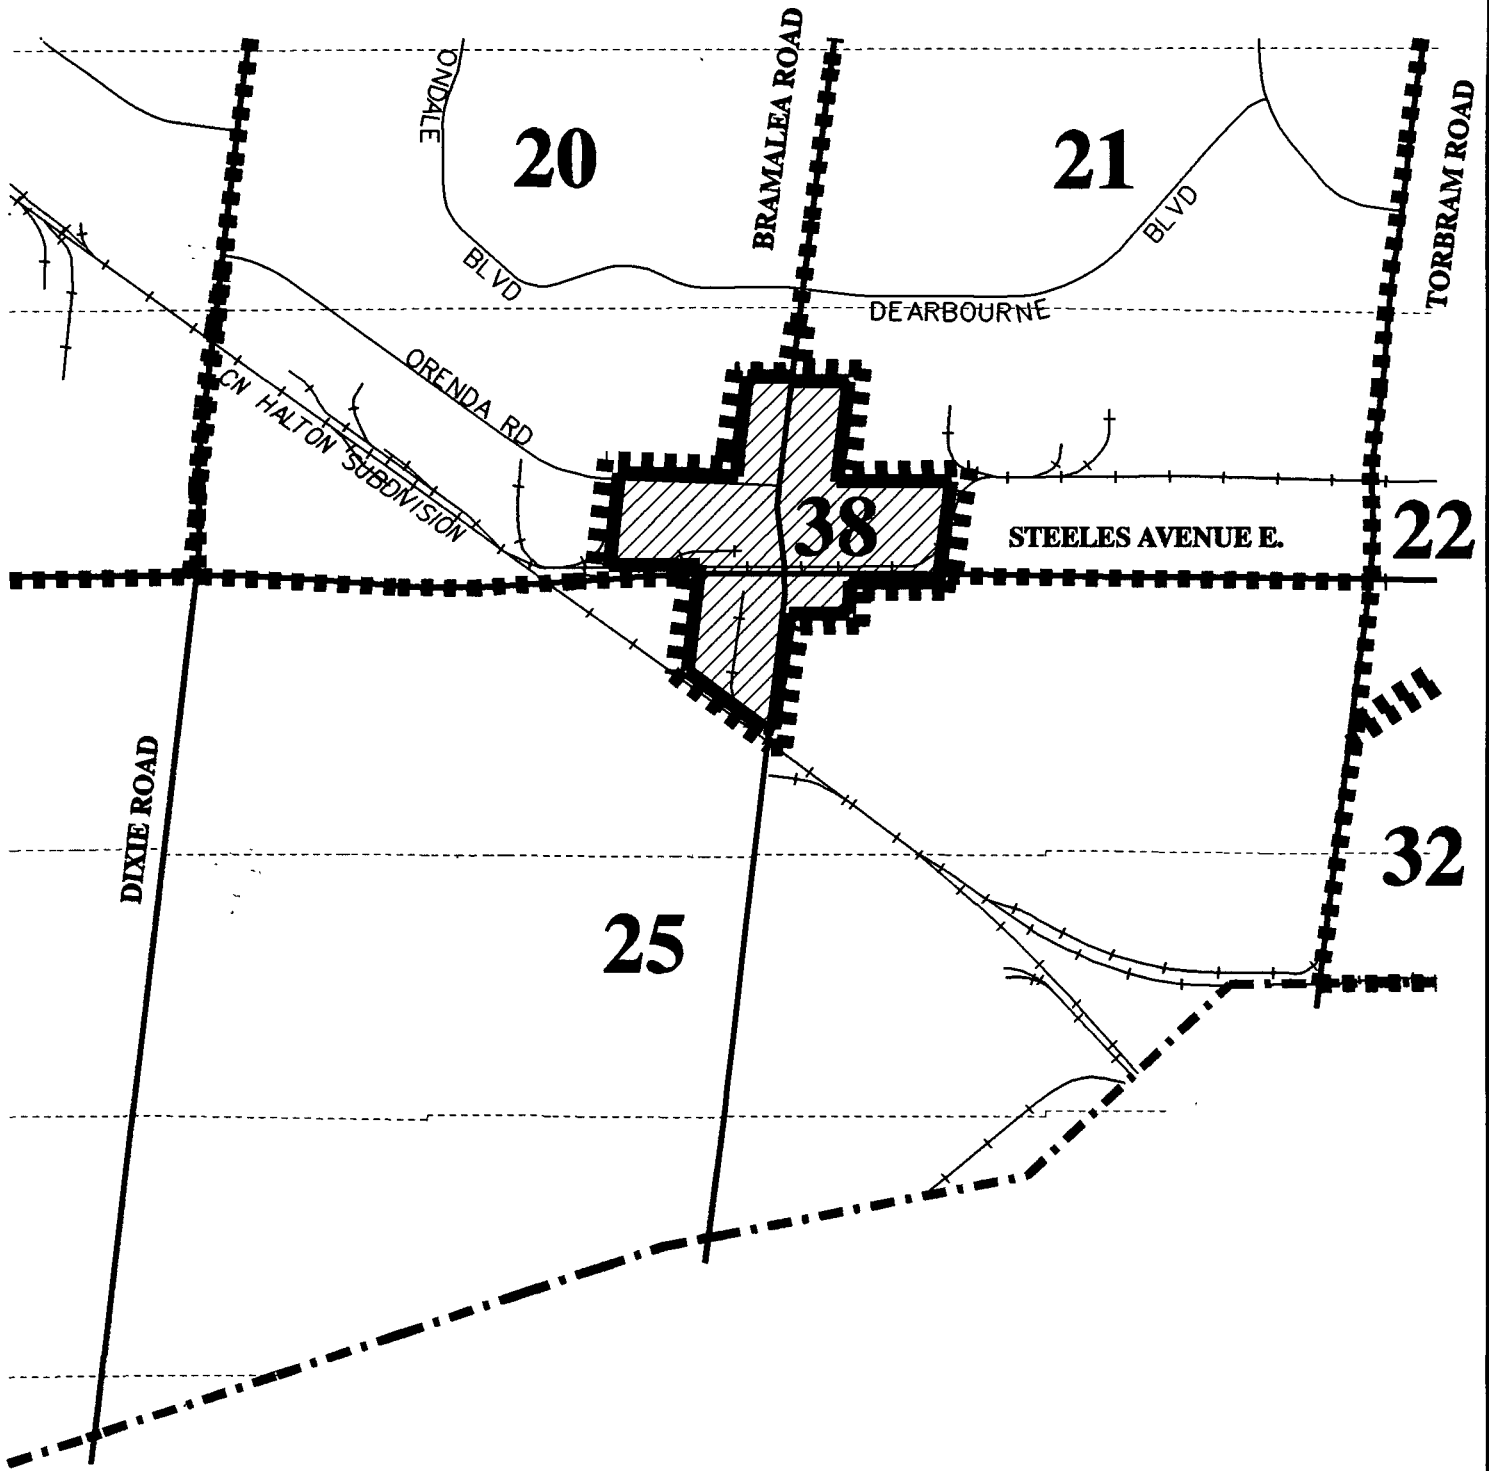 ONDALE
BLVD
20
BRAMALEA ROAD
21
BLVD
TORBRAM ROAD
DEARBOURNE
ORENDA RD
CN HALTON SUBDIVISION
38
STEELES AVENUE E.
22
DIXIE ROAD
25
32